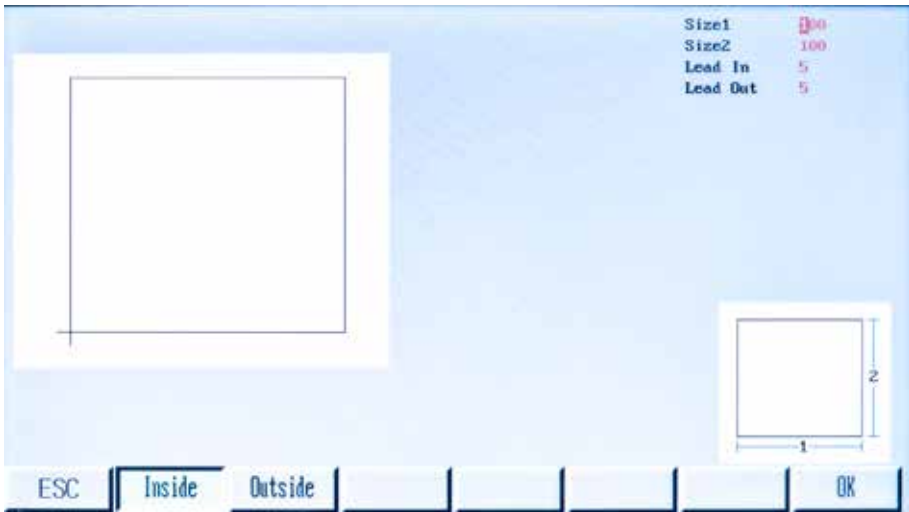 Size1 100
Size2 100
Lead In 5
Lead Out 5
2
1
ESC Inside Outside OK